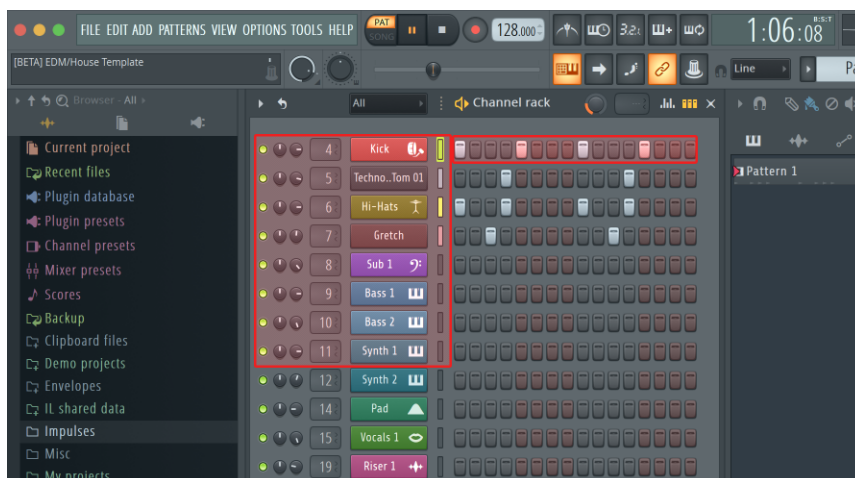 FILE EDIT ADD PATTERNS VIEW OPTIONS TOOLS HELP
PAT
SONG
128.000
3.2.1
1:06:08
B:S:T
[BETA] EDM/House Template
Line
Browser - All
All
Channel rack
Current project
Recent files
Plugin database
Plugin presets
Channel presets
Mixer presets
Scores
Backup
Clipboard files
Demo projects
Envelopes
IL shared data
Impulses
Misc
My projects
4 Kick
5 Techno..Tom 01
6 Hi-Hats
7 Gretch
8 Sub 1
9 Bass 1
10 Bass 2
11 Synth 1
12 Synth 2
14 Pad
15 Vocals 1
19 Riser 1
Pattern 1